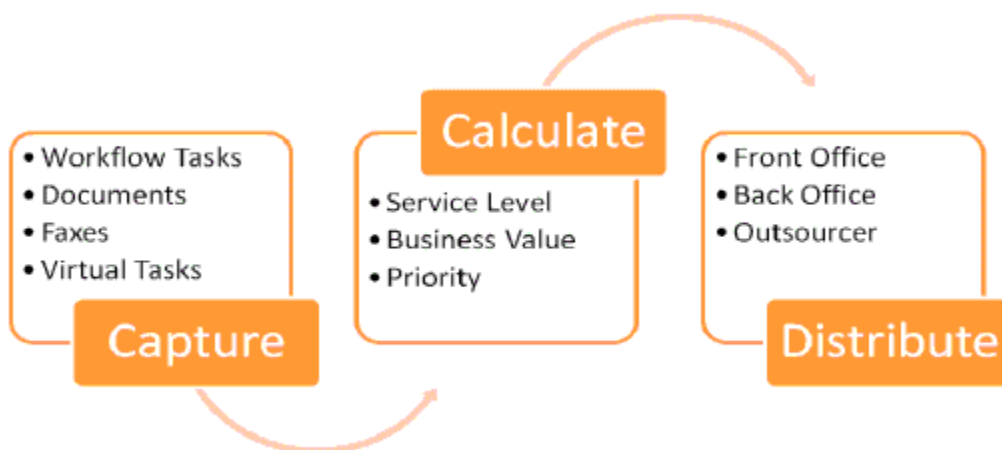 • Workflow Tasks
• Documents
• Faxes
• Virtual Tasks
Capture
Calculate
• Service Level
• Business Value
• Priority
• Front Office
• Back Office
• Outsourcer
Distribute